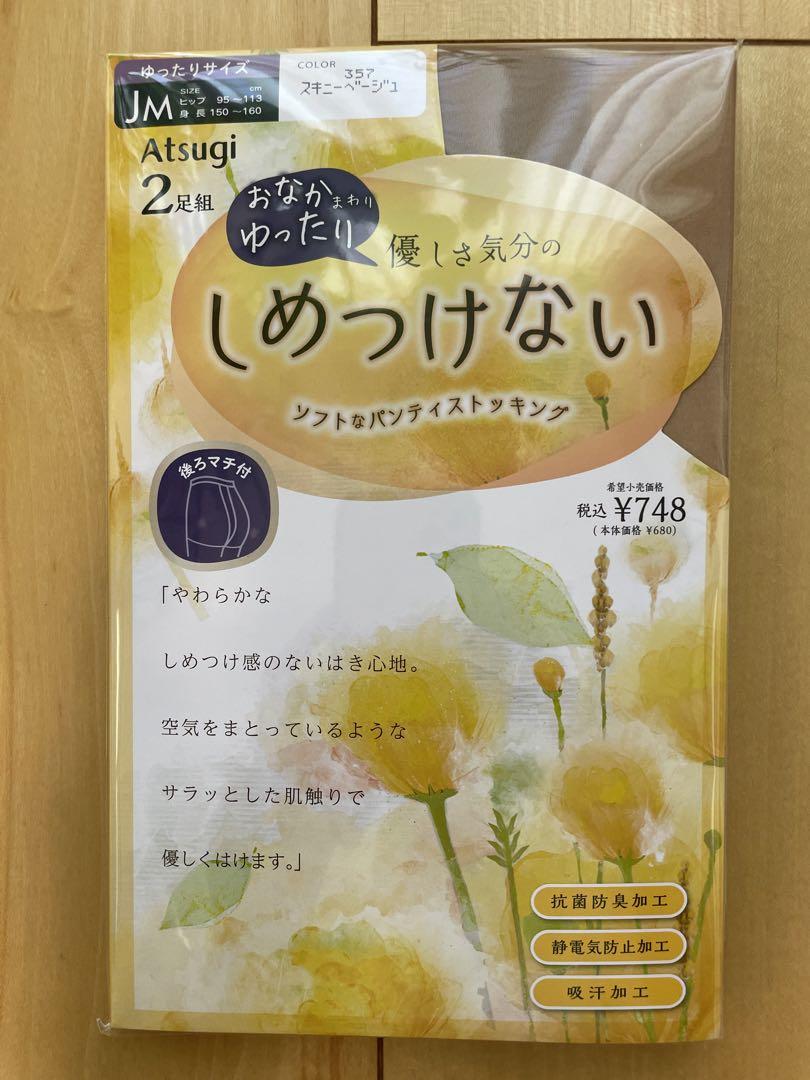 ゆったりサイズ
JM
SIZE cm
ヒップ 95～113
身長 150～160
COLOR
357
スキニーベージュ
Atsugi
2足組
おなかまわり
ゆったり
優しさ気分の
しめつけない
ソフトなパンティストッキング
後ろマチ付
希望小売価格
税込 ¥748
(本体価格 ¥680)
「やわらかな
しめつけ感のないはき心地。
空気をまとっているような
サラッとした肌触りで
優しくはけます。」
抗菌防臭加工
静電気防止加工
吸汗加工